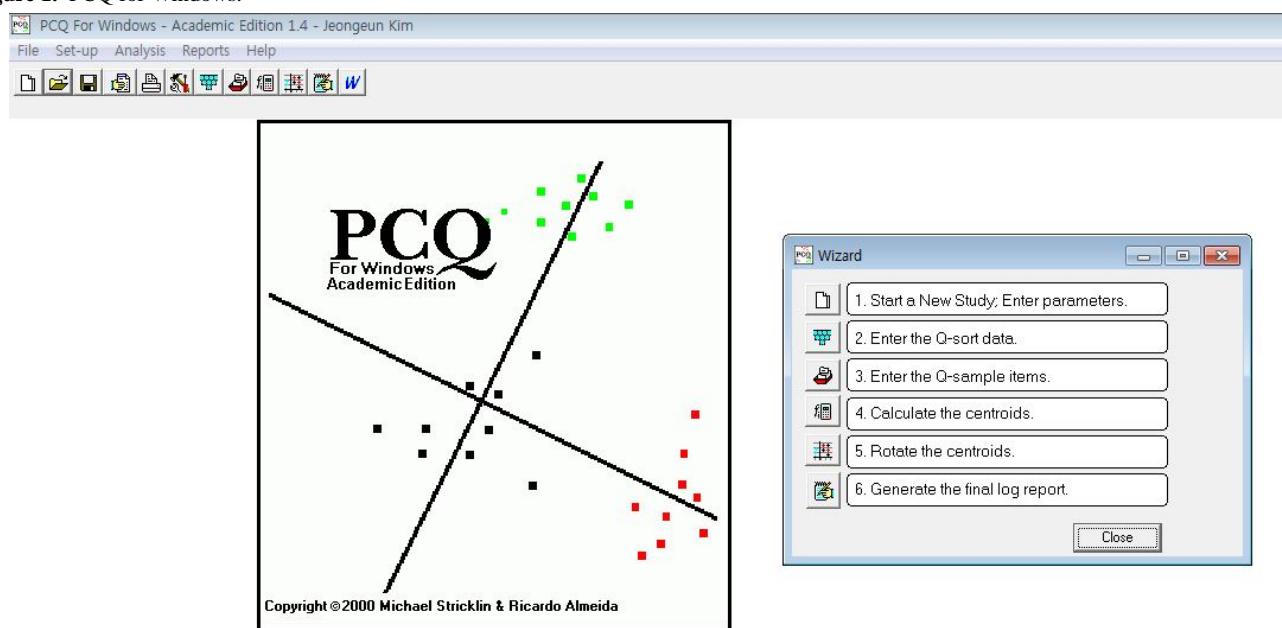 PCQ For Windows - Academic Edition 1.4 - Jeongeun Kim
File Set-up Analysis Reports Help
PCQ
For Windows
Academic Edition
Copyright ©2000 Michael Stricklin & Ricardo Almeida
Wizard
1. Start a New Study; Enter parameters.
2. Enter the Q-sort data.
3. Enter the Q-sample items.
4. Calculate the centroids.
5. Rotate the centroids.
6. Generate the final log report.
Close